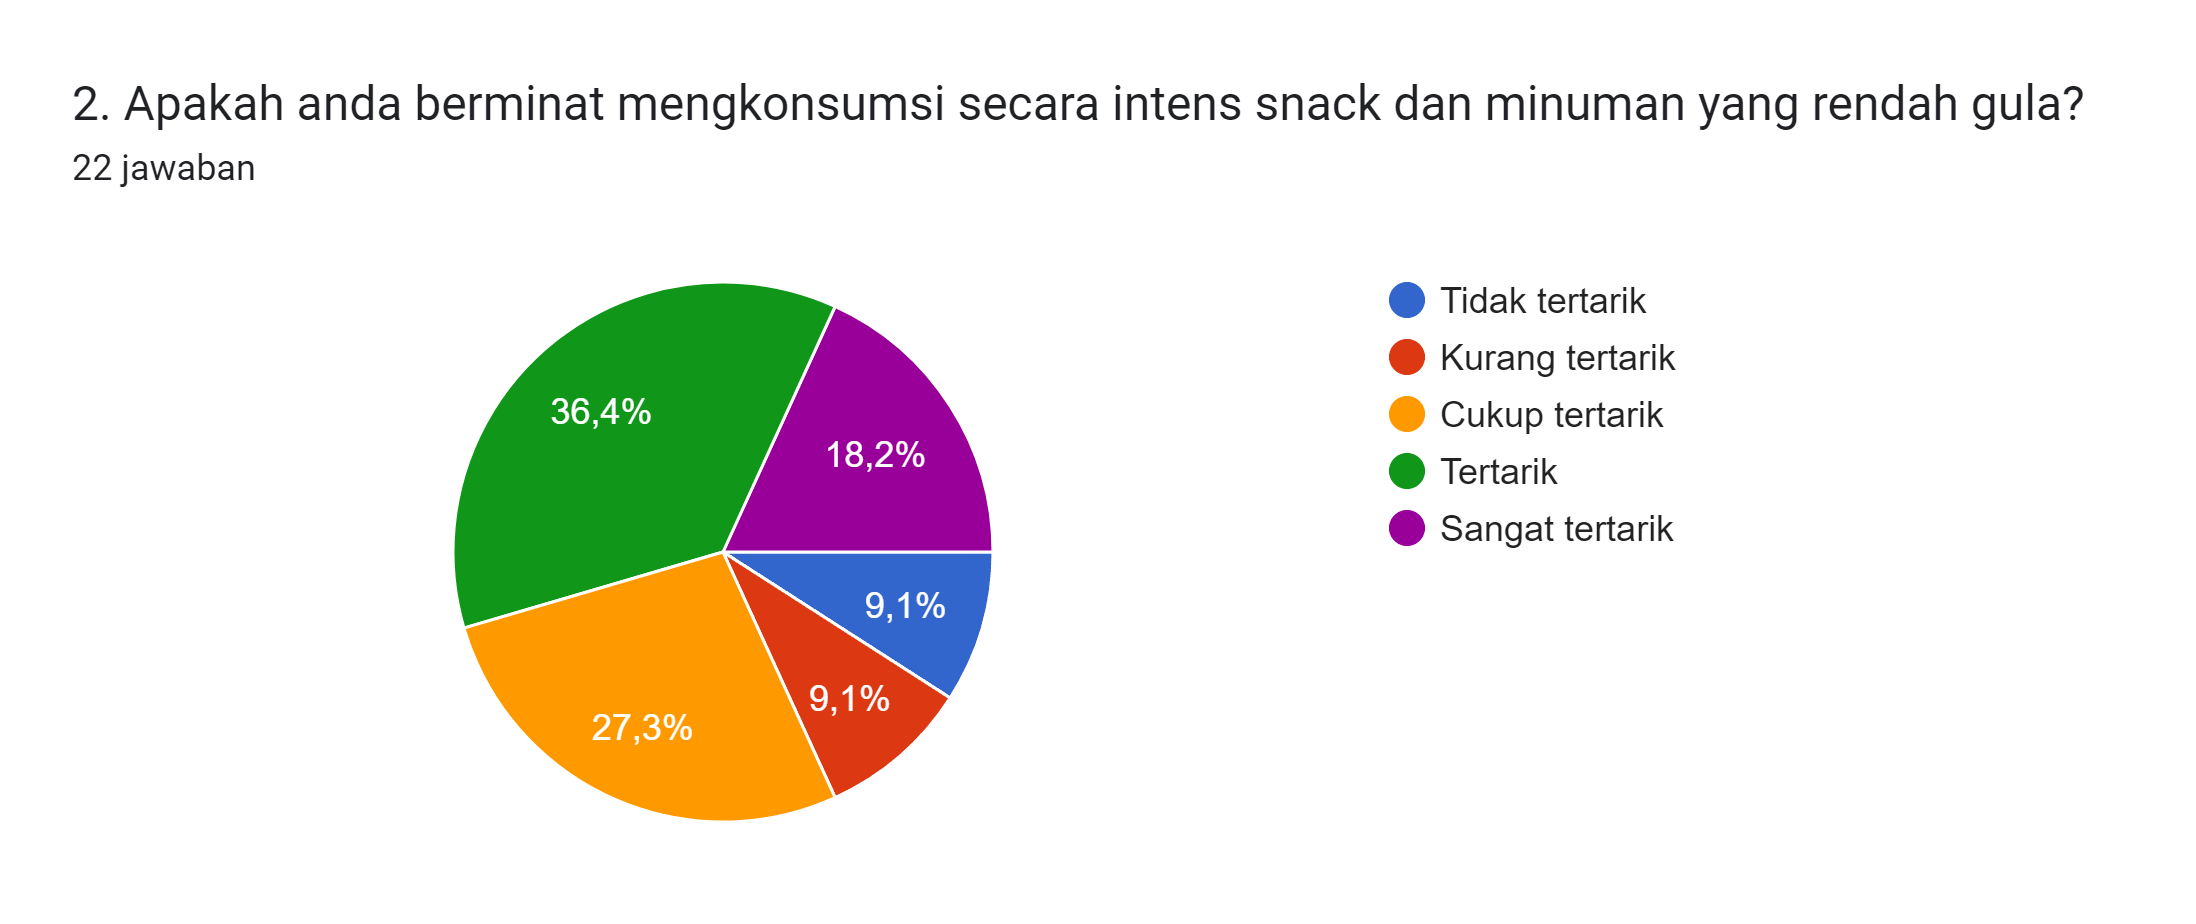 2. Apakah anda berminat mengkonsumsi secara intens snack dan minuman yang rendah gula?
22 jawaban
36,4%
18,2%
9,1%
9,1%
27,3%
Tidak tertarik
Kurang tertarik
Cukup tertarik
Tertarik
Sangat tertarik